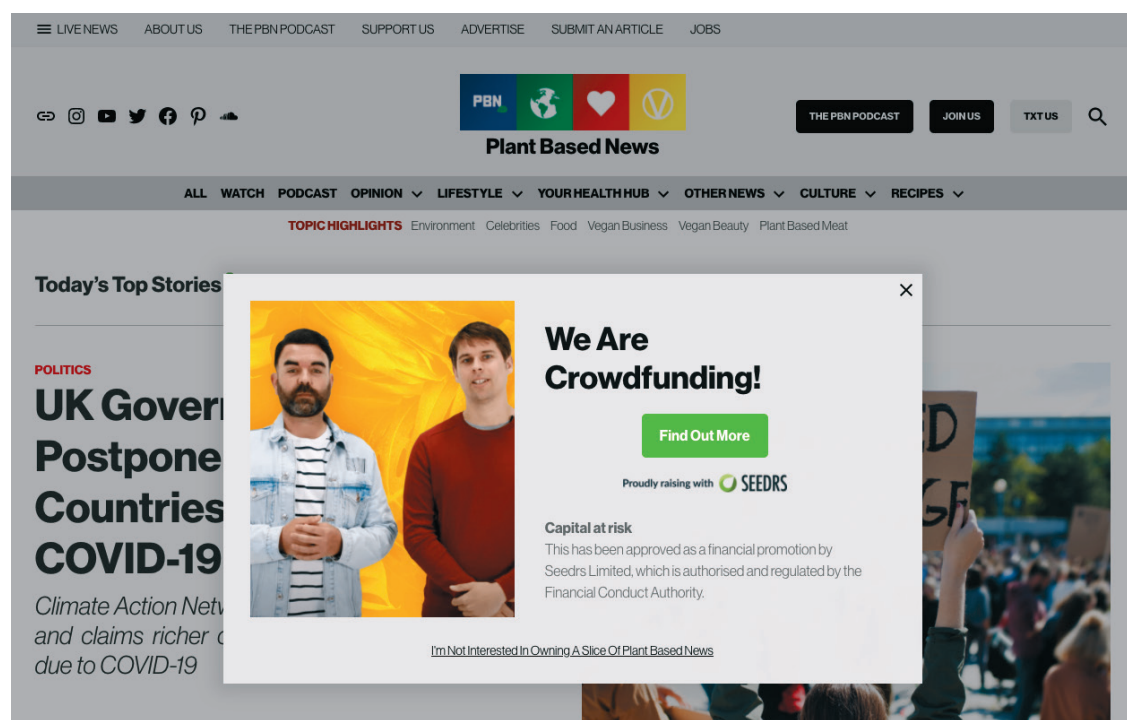 LIVE NEWS ABOUT US THE PBN PODCAST SUPPORT US ADVERTISE SUBMIT AN ARTICLE JOBS
PBN
Plant Based News
THE PBN PODCAST JOIN US TXT US
ALL WATCH PODCAST OPINION LIFESTYLE YOUR HEALTH HUB OTHER NEWS CULTURE RECIPES
TOPIC HIGHLIGHTS Environment Celebrities Food Vegan Business Vegan Beauty Plant Based Meat
Today's Top Stories
POLITICS
UK Gover
Postpone
Countries
COVID-19
Climate Action Net
and claims richer
due to COVID-19
We Are
Crowdfunding!
Find Out More
Proudly raising with SEEDRS
Capital at risk
This has been approved as a financial promotion by
Seedrs Limited, which is authorised and regulated by the
Financial Conduct Authority.
I'm Not Interested In Owning A Slice Of Plant Based News